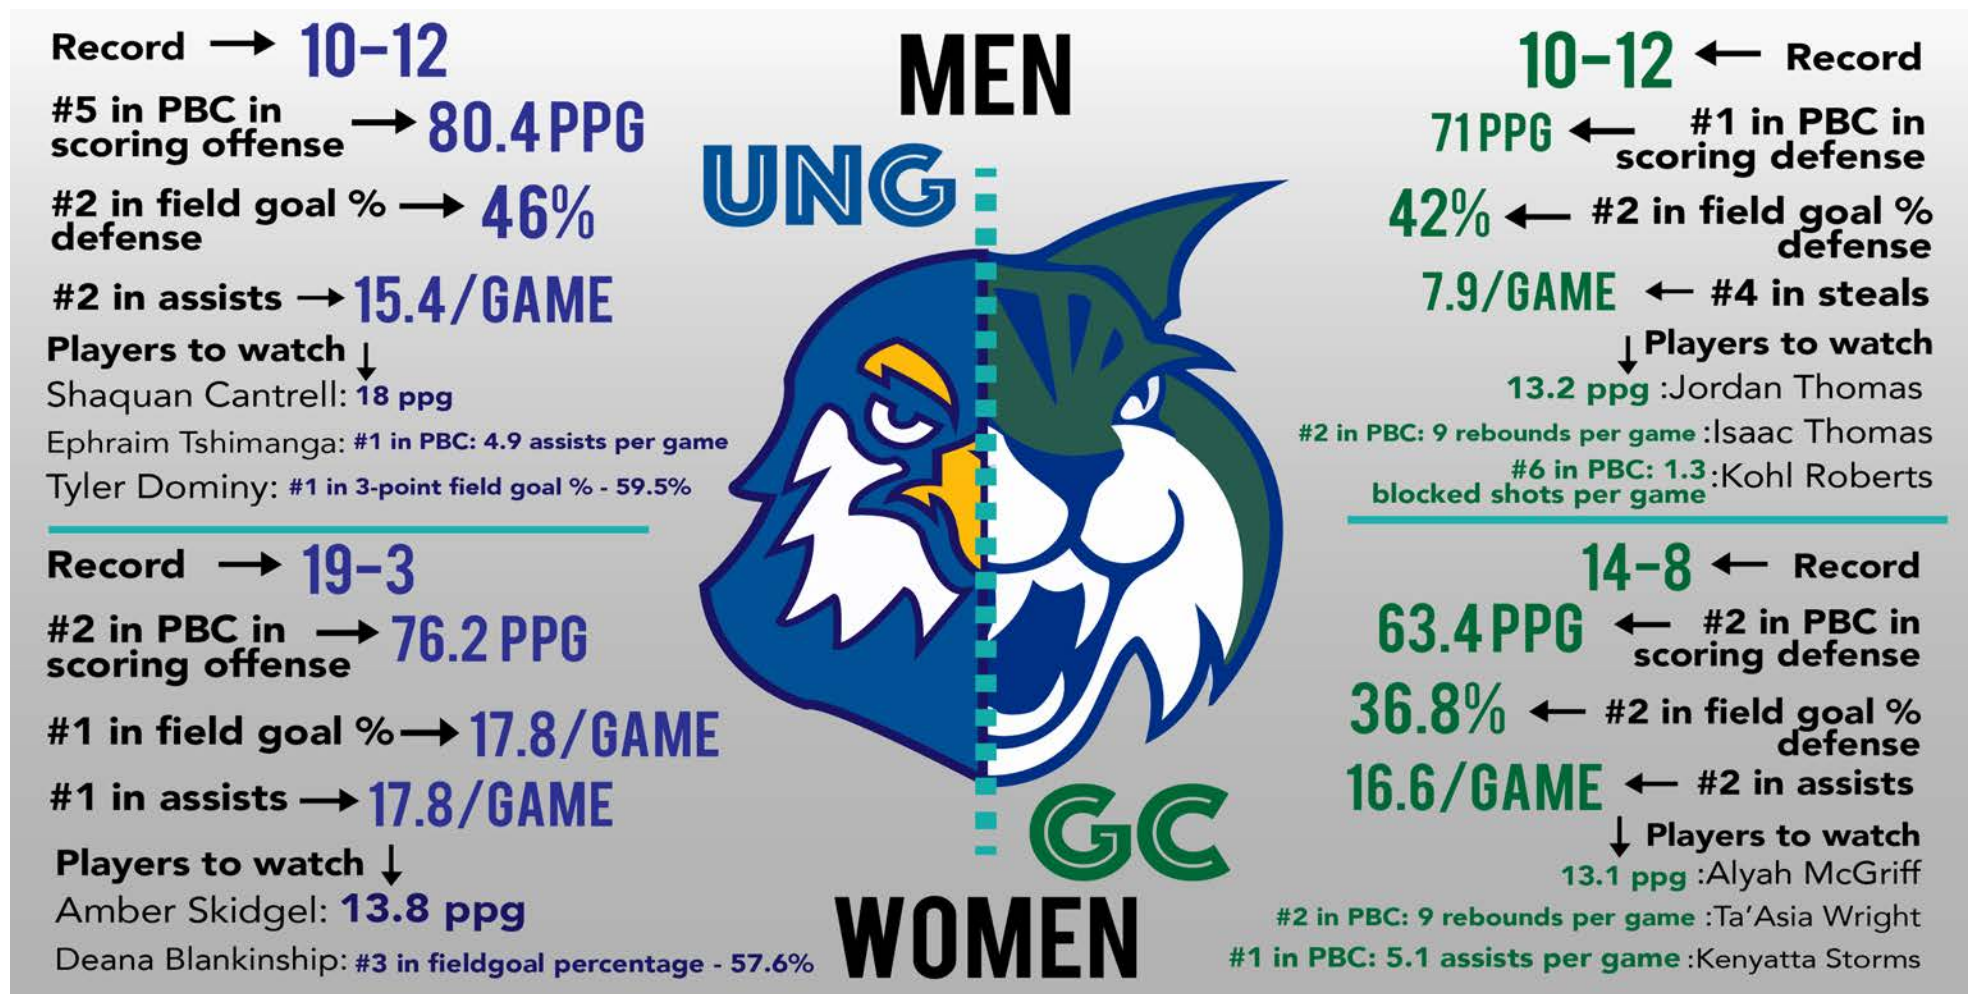 MEN
UNG
Record → 10-12
#5 in PBC in
scoring offense → 80.4 PPG
#2 in field goal % → 46%
defense
#2 in assists → 15.4/GAME
Players to watch ↓
Shaquan Cantrell: 18 ppg
Ephraim Tshimanga: #1 in PBC: 4.9 assists per game
Tyler Dominy: #1 in 3-point field goal % - 59.5%
Record → 19-3
#2 in PBC in
scoring offense → 76.2 PPG
#1 in field goal % → 17.8/GAME
#1 in assists → 17.8/GAME
Players to watch ↓
Amber Skidgel: 13.8 ppg
Deana Blankinship: #3 in fieldgoal percentage - 57.6%
10-12 ← Record
71 PPG ← #1 in PBC in
scoring defense
42% ← #2 in field goal %
defense
7.9/GAME ← #4 in steals
↓ Players to watch
13.2 ppg :Jordan Thomas
#2 in PBC: 9 rebounds per game :Isaac Thomas
#6 in PBC: 1.3 :Kohl Roberts
blocked shots per game
14-8 ← Record
63.4 PPG ← #2 in PBC in
scoring defense
36.8% ← #2 in field goal %
defense
16.6/GAME ← #2 in assists
↓ Players to watch
13.1 ppg :Alyah McGriff
#2 in PBC: 9 rebounds per game :Ta'Asia Wright
#1 in PBC: 5.1 assists per game :Kenyatta Storms
GC
WOMEN